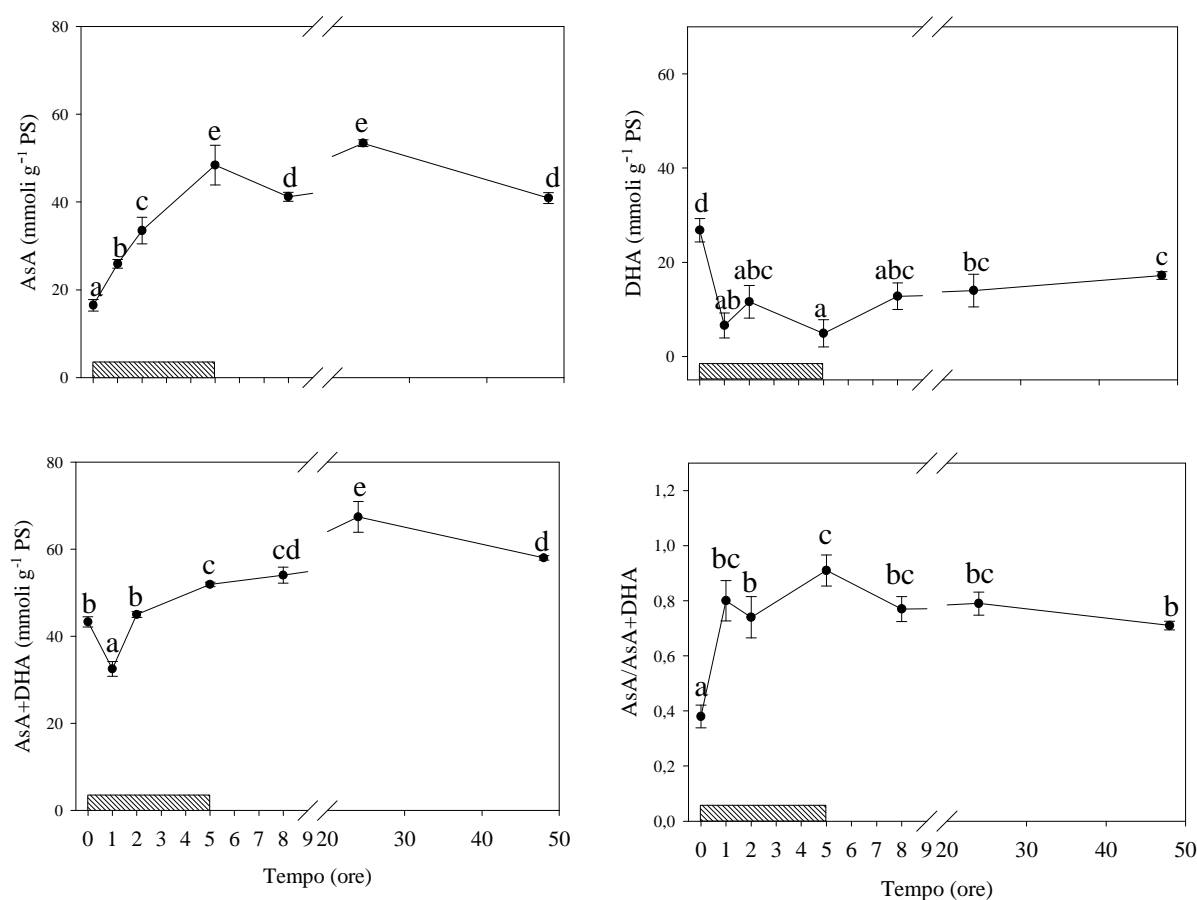 80
60
40
20
0
AsA (mmoli g⁻¹ PS)
a
b
c
e
d
e
d
60
40
20
0
DHA (mmoli g⁻¹ PS)
d
ab
abc
a
abc
bc
c
80
60
40
20
0
AsA+DHA (mmoli g⁻¹ PS)
b
a
b
c
cd
e
d
0 1 2 3 4 5 6 7 8 9 20 30 40 50
Tempo (ore)
1,2
1,0
0,8
0,6
0,4
0,2
0,0
AsA/AsA+DHA
a
bc
b
c
bc
bc
b
0 1 2 3 4 5 6 7 8 9 20 30 40 50
Tempo (ore)